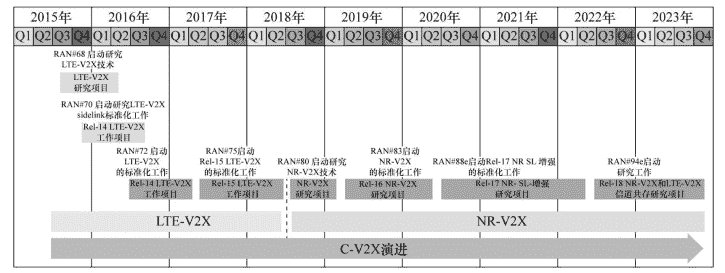 2015年 2016年 2017年 2018年 2019年 2020年 2021年 2022年 2023年
Q1 Q2 Q3 Q4 Q1 Q2 Q3 Q4 Q1 Q2 Q3 Q4 Q1 Q2 Q3 Q4 Q1 Q2 Q3 Q4 Q1 Q2 Q3 Q4 Q1 Q2 Q3 Q4 Q1 Q2 Q3 Q4 Q1 Q2 Q3 Q4
RAN#68 启动研究
LTE-V2X技术
LTE-V2X
研究项目
RAN#70 启动研究LTE-V2X
sidelink标准化工作
Rel-14 LTE-V2X
工作项目
RAN#72 启动
LTE-V2X
的标准化工作
Rel-14 LTE-V2X
工作项目
RAN#75启动
Rel-15 LTE-V2X
的标准化工作
Rel-15 LTE-V2X
工作项目
RAN#80 启动研究
NR-V2X技术
NR-V2X
研究项目
RAN#83 启动
NR-V2X
的标准化工作
Rel-16 NR-V2X
研究项目
RAN#88e启动Rel-17 NR SL 增强
的标准化工作
Rel-17 NR- SL-增强
研究项目
RAN#94e启动
研究工作
Rel-18 NR-V2X和LTE-V2X
信道共存研究项目
LTE-V2X
NR-V2X
C-V2X演进